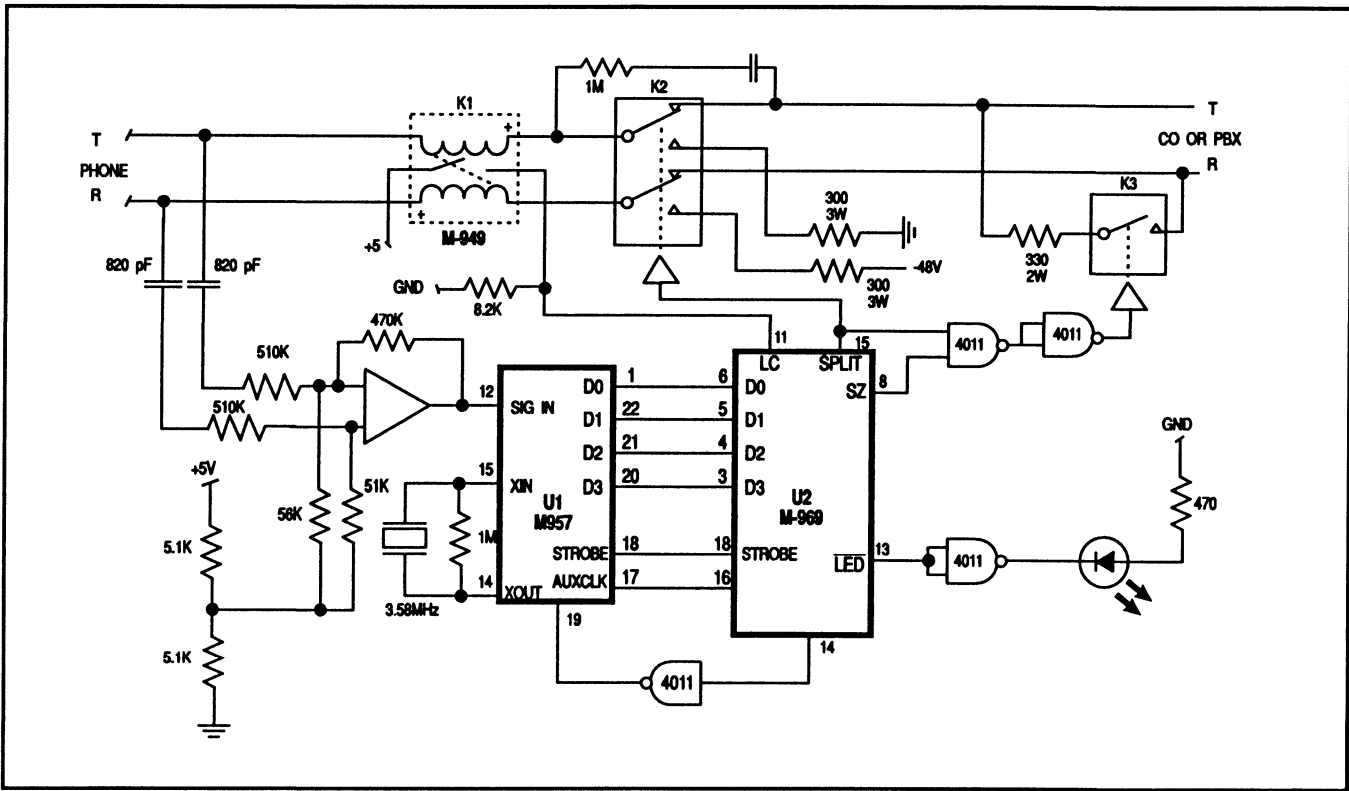 1M
K2
K1
T
T
PHONE
CO OR PBX
R
R
K3
+5
M-949
300
3W
-48V
300
3W
330
2W
820 pF
820 pF
GND
8.2K
470K
11
15
4011
4011
510K
LC
SPLIT
8
SZ
12
SIG IN
D0
1
6
D0
510K
D1
22
5
D1
D2
21
4
D2
D3
20
3
D3
GND
+5V
15
XIN
51K
56K
U1
M957
U2
M-969
470
1M
5.1K
STROBE
18
18
STROBE
LED
13
4011
14
XOUT
AUXCLK
17
16
3.58MHz
19
14
5.1K
4011